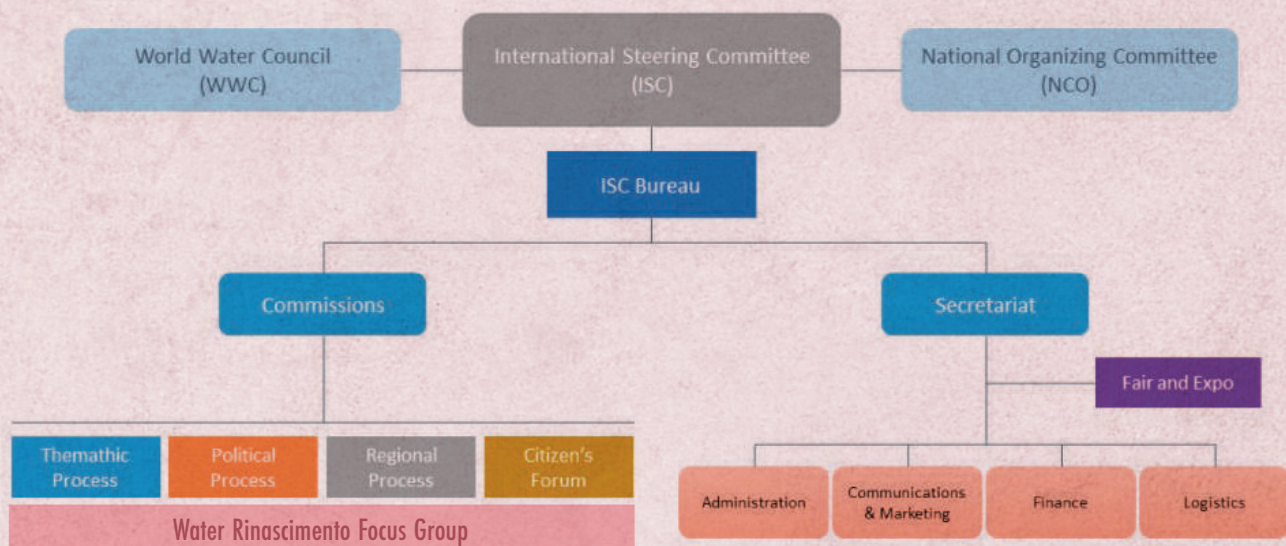 World Water Council
(WWC)
International Steering Committee
(ISC)
National Organizing Committee
(NCO)
ISC Bureau
Commissions
Secretariat
Fair and Expo
Themathic
Process
Political
Process
Regional
Process
Citizen's
Forum
Water Rinascimento Focus Group
Administration
Communications
& Marketing
Finance
Logistics